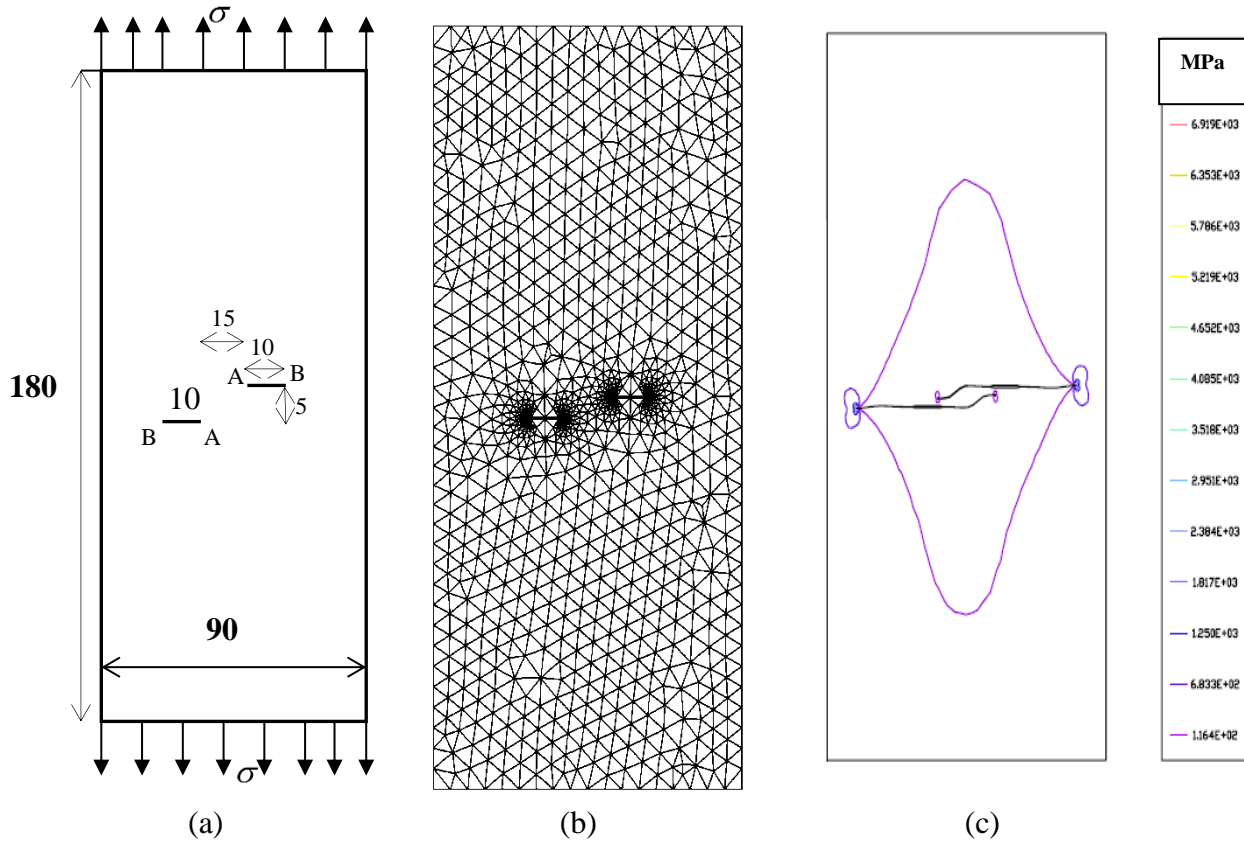 σ
15
10
A B
180
10
5
B A
90
σ
MPa
6.919E+03
6.353E+03
5.786E+03
5.219E+03
4.652E+03
4.085E+03
3.518E+03
2.951E+03
2.384E+03
1.817E+03
1.250E+03
6.833E+02
1.164E+02
(a)
(b)
(c)